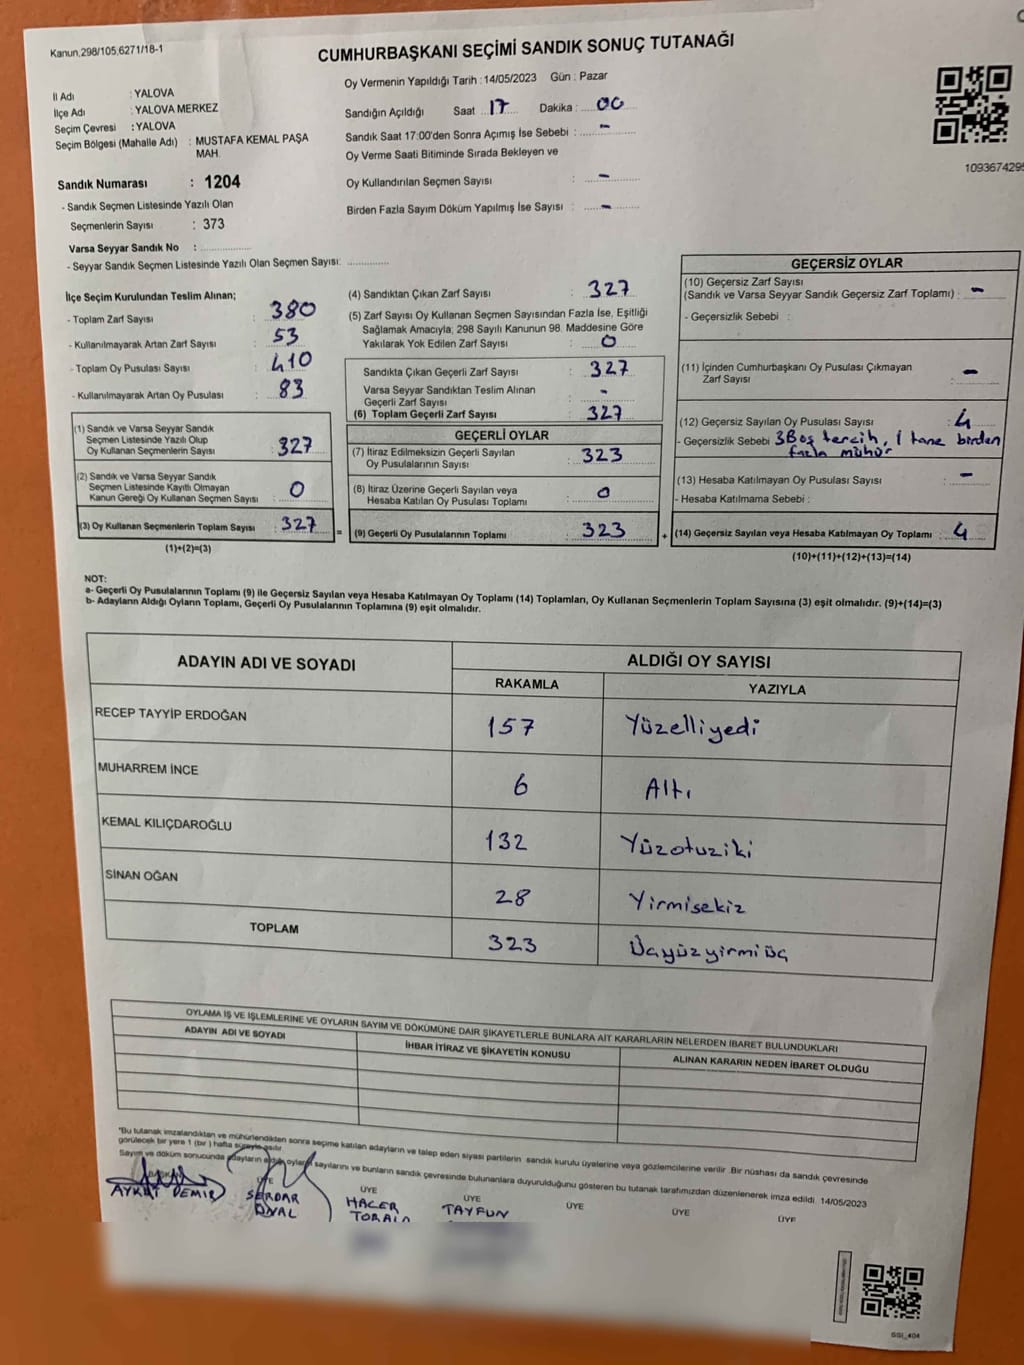 Kanun,298/105,6271/18-1
CUMHURBAŞKANI SEÇİMİ SANDIK SONUÇ TUTANAĞI
Oy Vermenin Yapıldığı Tarih : 14/05/2023 Gün : Pazar
İl Adı : YALOVA
İlçe Adı : YALOVA MERKEZ
Seçim Çevresi : YALOVA
Seçim Bölgesi (Mahalle Adı) : MUSTAFA KEMAL PAŞA
MAH.
Sandık Numarası : 1204
- Sandık Seçmen Listesinde Yazılı Olan
Seçmenlerin Sayısı : 373
Varsa Seyyar Sandık No : ....................
- Seyyar Sandık Seçmen Listesinde Yazılı Olan Seçmen Sayısı: ................
Sandığın Açıldığı Saat 17 Dakika : 00
Sandık Saat 17:00'den Sonra Açımış İse Sebebi : -
Oy Verme Saati Bitiminde Sırada Bekleyen ve
Oy Kullandırılan Seçmen Sayısı : -
Birden Fazla Sayım Döküm Yapılmış İse Sayısı : -
1093674295
İlçe Seçim Kurulundan Teslim Alınan;
- Toplam Zarf Sayısı : 380
- Kullanılmayarak Artan Zarf Sayısı : 53
- Toplam Oy Pusulası Sayısı : 410
- Kullanılmayarak Artan Oy Pusulası : 83
(1) Sandık ve Varsa Seyyar Sandık
Seçmen Listesinde Yazılı Olup
Oy Kullanan Seçmenlerin Sayısı : 327
(2) Sandık ve Varsa Seyyar Sandık
Seçmen Listesinde Kayıtlı Olmayan
Kanun Gereği Oy Kullanan Seçmen Sayısı : 0
(3) Oy Kullanan Seçmenlerin Toplam Sayısı : 327 =
(1)+(2)=(3)
(4) Sandıktan Çıkan Zarf Sayısı : 327
(5) Zarf Sayısı Oy Kullanan Seçmen Sayısından Fazla İse, Eşitliği
Sağlamak Amacıyla; 298 Sayılı Kanunun 98. Maddesine Göre
Yakılarak Yok Edilen Zarf Sayısı : 0
Sandıkta Çıkan Geçerli Zarf Sayısı : 327
Varsa Seyyar Sandıktan Teslim Alınan
Geçerli Zarf Sayısı : -
(6) Toplam Geçerli Zarf Sayısı : 327
GEÇERLİ OYLAR
(7) İtiraz Edilmeksizin Geçerli Sayılan
Oy Pusulalarının Sayısı : 323
(8) İtiraz Üzerine Geçerli Sayılan veya
Hesaba Katılan Oy Pusulası Toplamı : 0
(9) Geçerli Oy Pusulalarının Toplamı : 323 +
GEÇERSİZ OYLAR
(10) Geçersiz Zarf Sayısı
(Sandık ve Varsa Seyyar Sandık Geçersiz Zarf Toplamı) : -
- Geçersizlik Sebebi :
(11) İçinden Cumhurbaşkanı Oy Pusulası Çıkmayan
Zarf Sayısı : -
(12) Geçersiz Sayılan Oy Pusulası Sayısı : 4
- Geçersizlik Sebebi 3 Boş tercih, 1 tane birden
fazla mühür
(13) Hesaba Katılmayan Oy Pusulası Sayısı : -
- Hesaba Katılmama Sebebi :
(14) Geçersiz Sayılan veya Hesaba Katılmayan Oy Toplamı : 4
(10)+(11)+(12)+(13)=(14)
NOT:
a- Geçerli Oy Pusulalarının Toplamı (9) ile Geçersiz Sayılan veya Hesaba Katılmayan Oy Toplamı (14) Toplamları, Oy Kullanan Seçmenlerin Toplam Sayısına (3) eşit olmalıdır. (9)+(14)=(3)
b- Adayların Aldığı Oyların Toplamı, Geçerli Oy Pusulalarının Toplamına (9) eşit olmalıdır.
ADAYIN ADI VE SOYADI ALDIĞI OY SAYISI
RAKAMLA YAZIYLA
RECEP TAYYİP ERDOĞAN 157 Yüzelliyedi
MUHARREM İNCE 6 Altı
KEMAL KILIÇDAROĞLU 132 Yüzotuziki
SİNAN OĞAN 28 Yirmisekiz
TOPLAM 323 Üçyüzyirmiüç
OYLAMA İŞ VE İŞLEMLERİNE VE OYLARIN SAYIM VE DÖKÜMÜNE DAİR ŞİKAYETLERLE BUNLARA AİT KARARLARIN NELERDEN İBARET BULUNDUKLARI
ADAYIN ADI VE SOYADI İHBAR İTİRAZ VE ŞİKAYETİN KONUSU ALINAN KARARIN NEDEN İBARET OLDUĞU
*Bu tutanak imzalandıktan ve mühürlendikten sonra seçime katılan adayların ve talep eden siyasi partilerin sandık kurulu üyelerine veya gözlemcilerine verilir .Bir nüshası da sandık çevresinde
görülecek bir yere 1 (bir ) hafta süreyle asılır.
Sayım ve döküm sonucunda adayların aldığı oyların sayılarını ve bunların sandık çevresinde bulunanlara duyurulduğunu gösteren bu tutanak tarafımızdan düzenlenerek imza edildi. 14/05/2023
BAŞKAN ÜYE ÜYE ÜYE ÜYE ÜYE ÜYE
AYKUT DEMİR SERDAR HACER TAYFUN
GSI_404